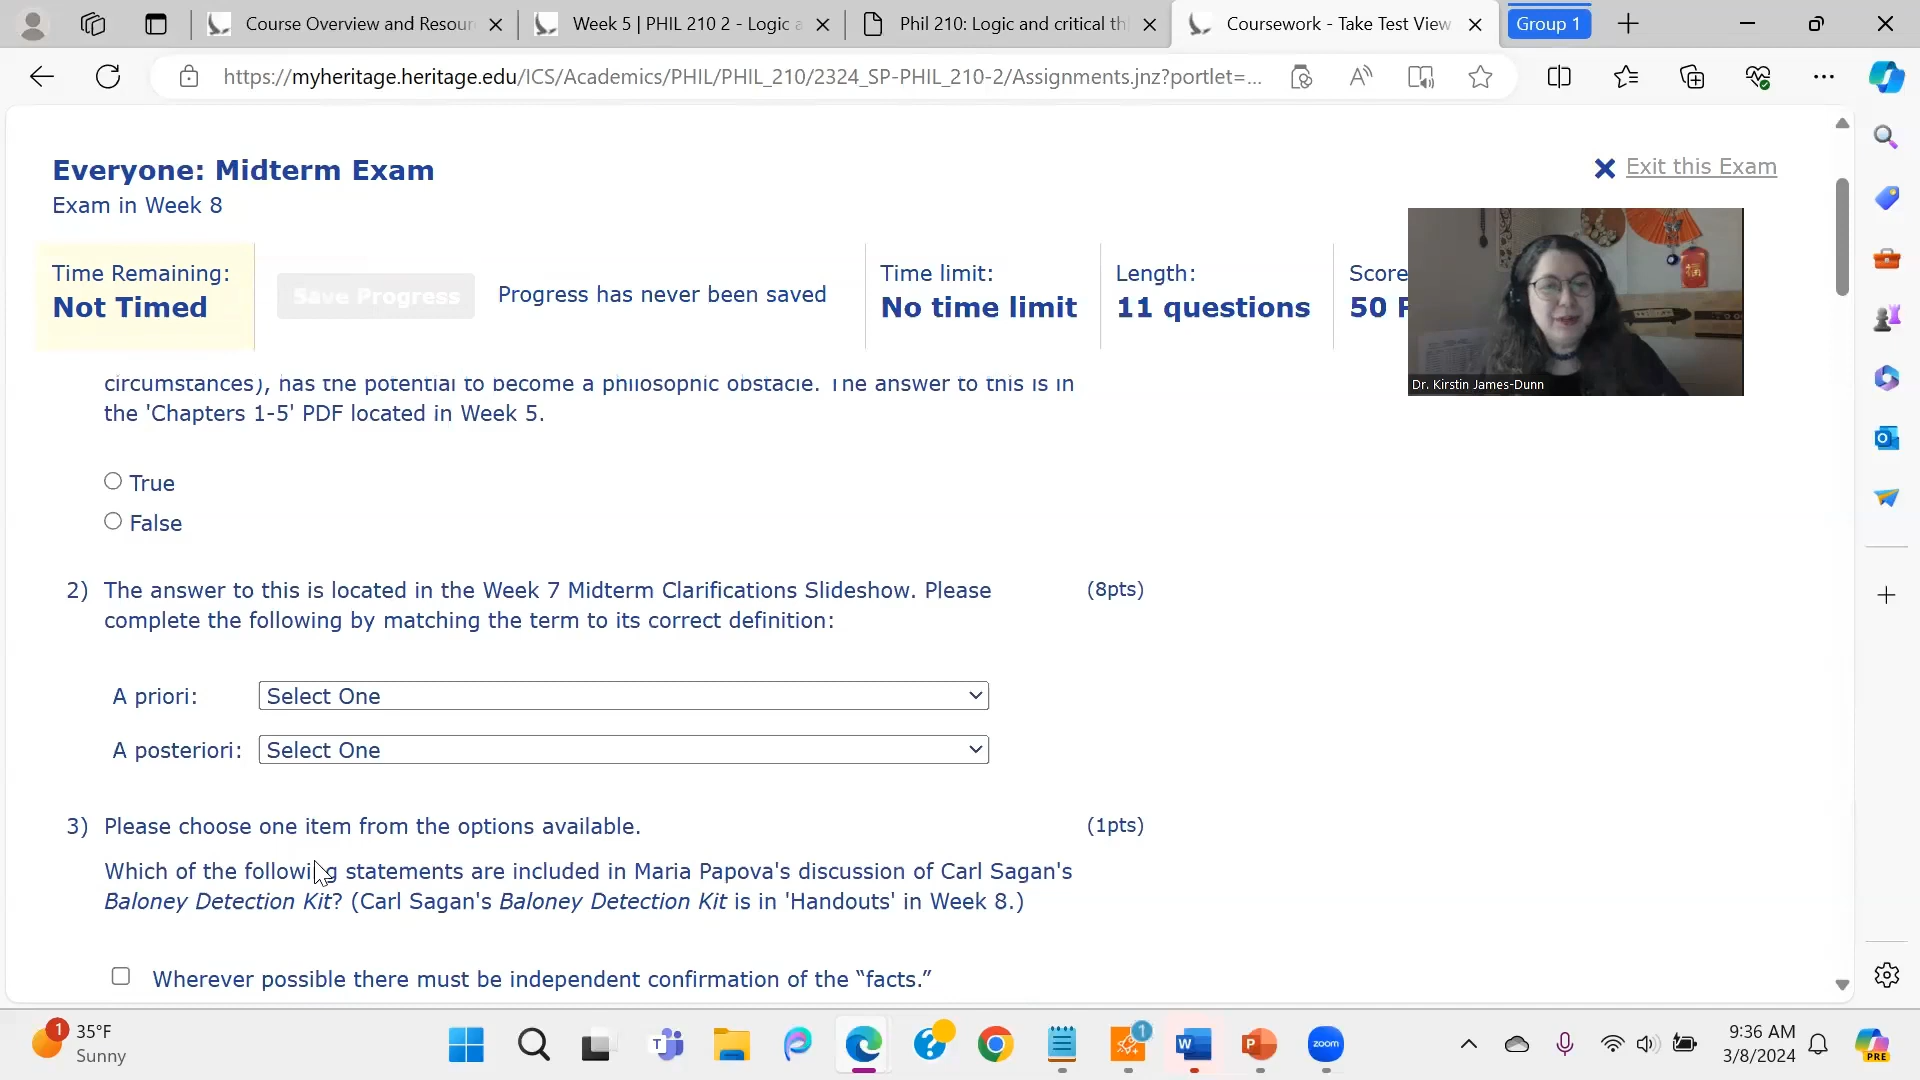 Course Overview and Resour
Week 5 | PHIL 210 2 - Logic a
Phil 210: Logic and critical th
Coursework - Take Test View
Group 1
https://myheritage.heritage.edu/ICS/Academics/PHIL/PHIL_210/2324_SP-PHIL_210-2/Assignments.jnz?portlet=...
Everyone: Midterm Exam
Exit this Exam
Exam in Week 8
Time Remaining:
Not Timed
Save Progress
Progress has never been saved
Time limit:
No time limit
Length:
11 questions
Score
50 P
Dr. Kirstin James-Dunn
circumstances), has the potential to become a philosophic obstacle. The answer to this is in
the 'Chapters 1-5' PDF located in Week 5.
True
False
2) The answer to this is located in the Week 7 Midterm Clarifications Slideshow. Please (8pts)
complete the following by matching the term to its correct definition:
A priori: Select One
A posteriori: Select One
3) Please choose one item from the options available. (1pts)
Which of the following statements are included in Maria Papova's discussion of Carl Sagan's
Baloney Detection Kit? (Carl Sagan's Baloney Detection Kit is in 'Handouts' in Week 8.)
Wherever possible there must be independent confirmation of the “facts.”
1
35°F
Sunny
1
zoom
9:36 AM
3/8/2024
PRE